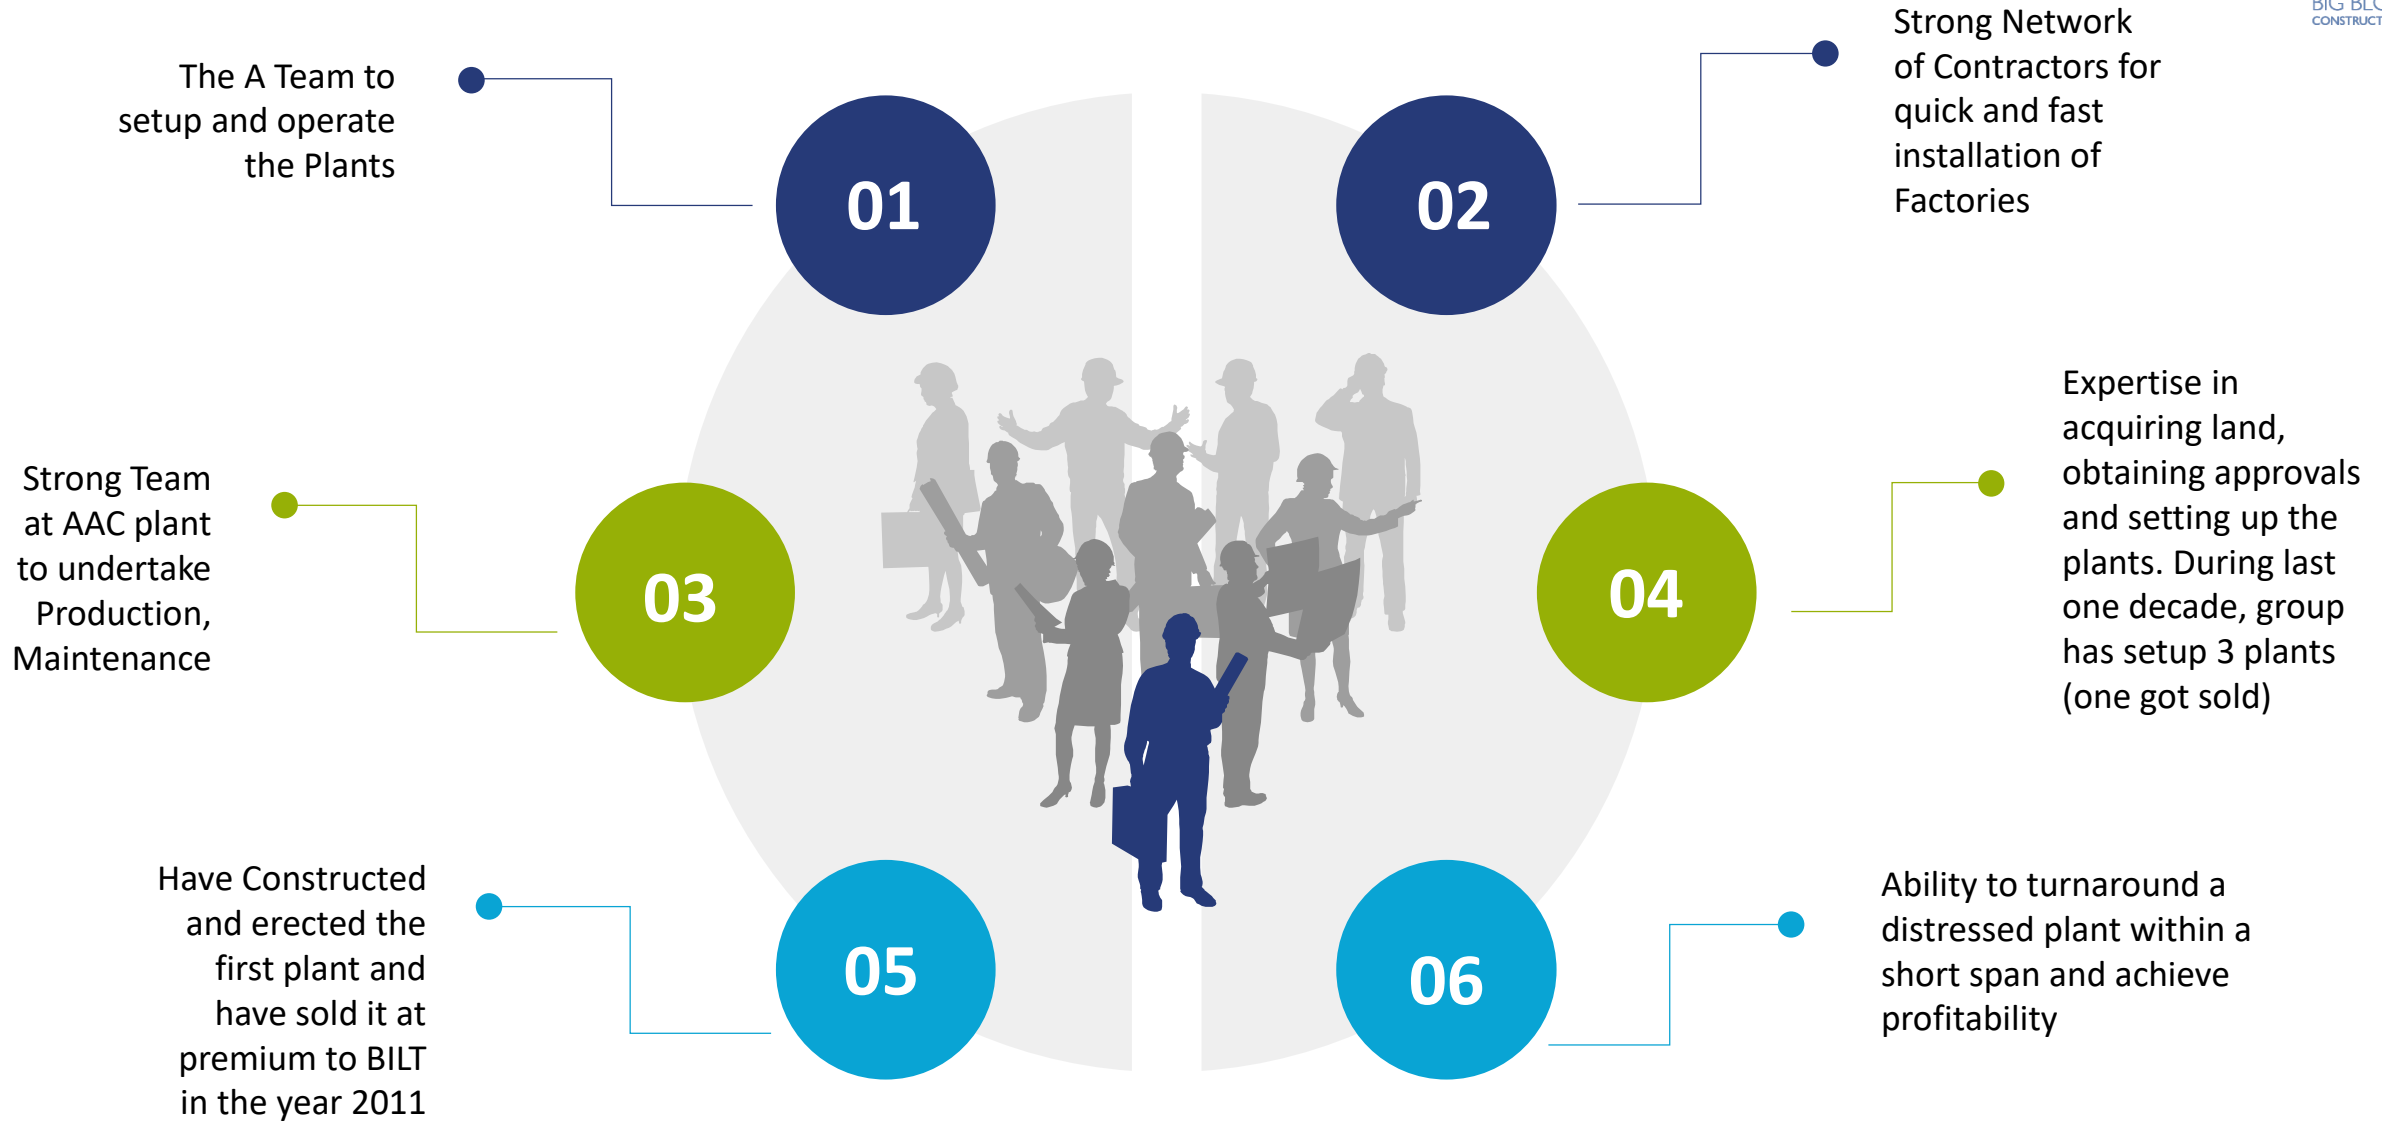 The A Team to
setup and operate
the Plants
01
02
Strong Network
of Contractors for
quick and fast
installation of
Factories
Strong Team
at AAC plant
to undertake
Production,
Maintenance
03
04
Expertise in
acquiring land,
obtaining approvals
and setting up the
plants. During last
one decade, group
has setup 3 plants
(one got sold)
Have Constructed
and erected the
first plant and
have sold it at
premium to BILT
in the year 2011
05
06
Ability to turnaround a
distressed plant within a
short span and achieve
profitability
BIG